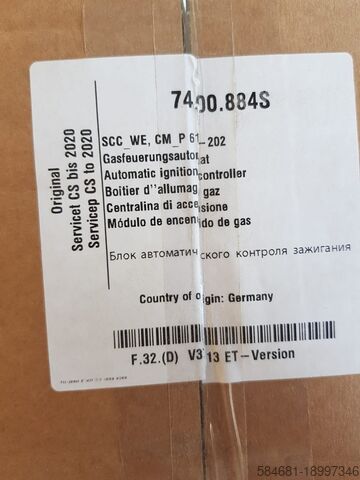 7400.884S
Original
Servicet CS bis 2020
Servicep CS to 2020
SCC_WE, CM_P 61_-202
Gasfeuerungsautomat
Automatic ignition controller
Boitier d''allumage gaz
Centralina di accensione
Módulo de encendido de gas
Блок автоматического контроля зажигания
Country of origin: Germany
F.32.(D) V3 13 ET-Version
584681-18997346